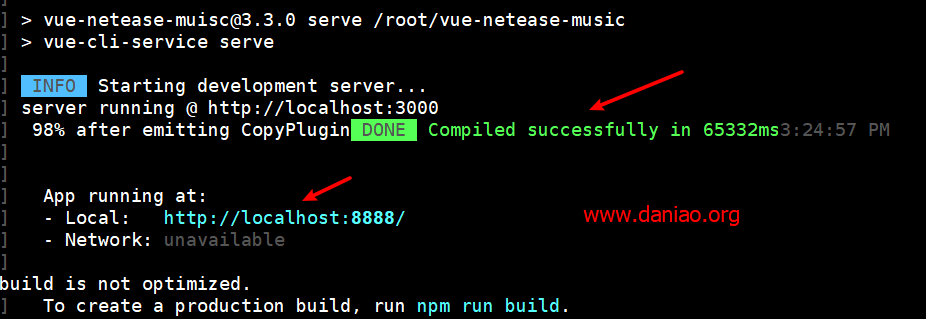 ] > vue-netease-muisc@3.3.0 serve /root/vue-netease-music
] > vue-cli-service serve
]
] INFO Starting development server...
] server running @ http://localhost:3000
] 98% after emitting CopyPlugin DONE Compiled successfully in 65332ms3:24:57 PM
]
]
] App running at:
] - Local: http://localhost:8888/
] - Network: unavailable
www.daniao.org
]
build is not optimized.
] To create a production build, run npm run build.